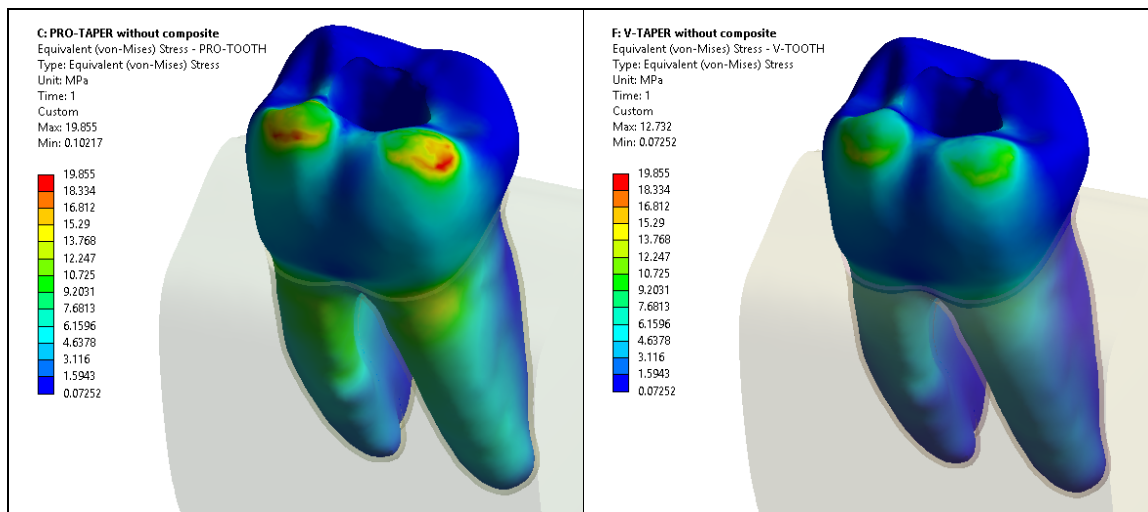 C: PRO-TAPER without composite
Equivalent (von-Mises) Stress - PRO-TOOTH
Type: Equivalent (von-Mises) Stress
Unit: MPa
Time: 1
Custom
Max: 19.855
Min: 0.10217
19.855
18.334
16.812
15.29
13.768
12.247
10.725
9.2031
7.6813
6.1596
4.6378
3.116
1.5943
0.07252
F: V-TAPER without composite
Equivalent (von-Mises) Stress - V-TOOTH
Type: Equivalent (von-Mises) Stress
Unit: MPa
Time: 1
Custom
Max: 12.732
Min: 0.07252
19.855
18.334
16.812
15.29
13.768
12.247
10.725
9.2031
7.6813
6.1596
4.6378
3.116
1.5943
0.07252